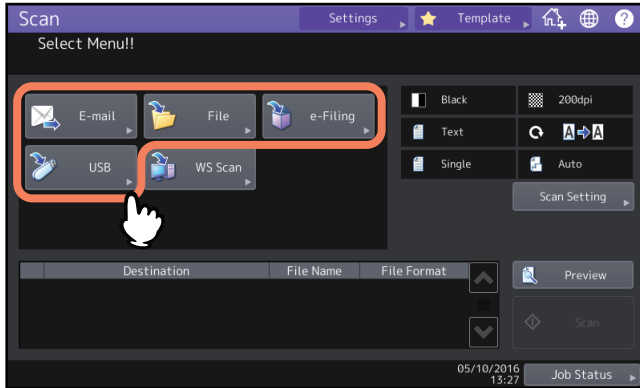 Scan
Settings
Template
?
Select Menu!!
E-mail
File
e-Filing
USB
WS Scan
Black
200dpi
Text
A A
Single
Auto
Scan Setting
Destination File Name File Format
Preview
Scan
05/10/2016
13:27
Job Status